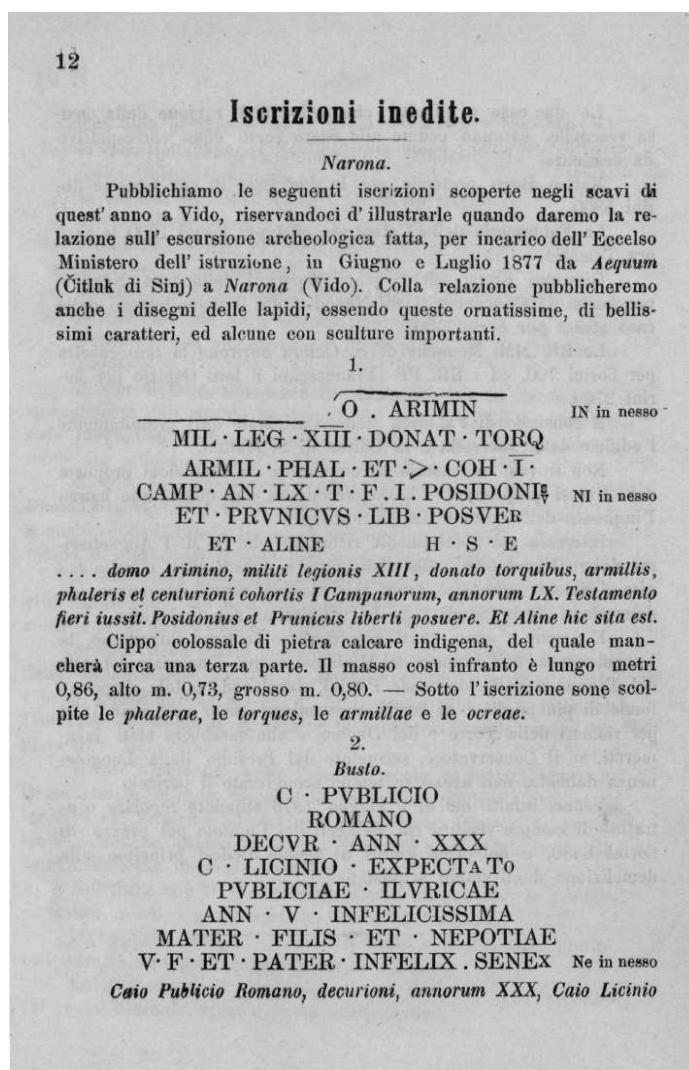 12
Iscrizioni inedite.
Narona.
Pubblichiamo le seguenti iscrizioni scoperte negli scavi di
quest' anno a Vido, riservandoci d' illustrarle quando daremo la re-
lazione sull' escursione archeologica fatta, per incarico dell' Eccelso
Ministero dell' istruzione, in Giugno e Luglio 1877 da Aequum
(Čitluk di Sinj) a Narona (Vido). Colla relazione pubblicheremo
anche i disegni delle lapidi, essendo queste ornatissime, di bellis-
simi caratteri, ed alcune con sculture importanti.
1.
O . ARIMIN IN in nesso
MIL · LEG · XIII · DONAT · TORQ
ARMIL · PHAL · ET · > · COH · I ·
CAMP · AN · LX · T · F . I . POSIDONIS NI in nesso
ET · PRVNICVS · LIB · POSVER
ET · ALINE H · S · E
. . . . domo Arimino, militi legionis XIII, donato torquibus, armillis,
phaleris et centurioni cohortis I Campanorum, annorum LX. Testamento
fieri iussit. Posidonius et Prunicus liberti posuere. Et Aline hic sita est.
Cippo colossale di pietra calcare indigena, del quale man-
cherà circa una terza parte. Il masso così infranto è lungo metri
0,86, alto m. 0,73, grosso m. 0,80. — Sotto l' iscrizione sone scol-
pite le phalerae, le torques, le armillae e le ocreae.
2.
Busto.
C · PVBLICIO
ROMANO
DECVR · ANN · XXX
C · LICINIO · EXPECTATO
PVBLICIAE · ILVRICAE
ANN · V · INFELICISSIMA
MATER · FILIS · ET · NEPOTIAE
V · F · ET · PATER · INFELIX . SENEX Ne in nesso
Caio Publicio Romano, decurioni, annorum XXX, Caio Licinio